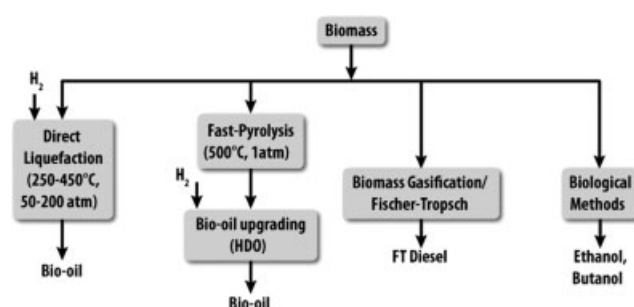 Biomass
H2
Direct
Liquefaction
(250-450°C,
50-200 atm)
Bio-oil
Fast-Pyrolysis
(500°C, 1atm)
H2
Bio-oil upgrading
(HDO)
Bio-oil
Biomass Gasification/
Fischer-Tropsch
FT Diesel
Biological
Methods
Ethanol,
Butanol